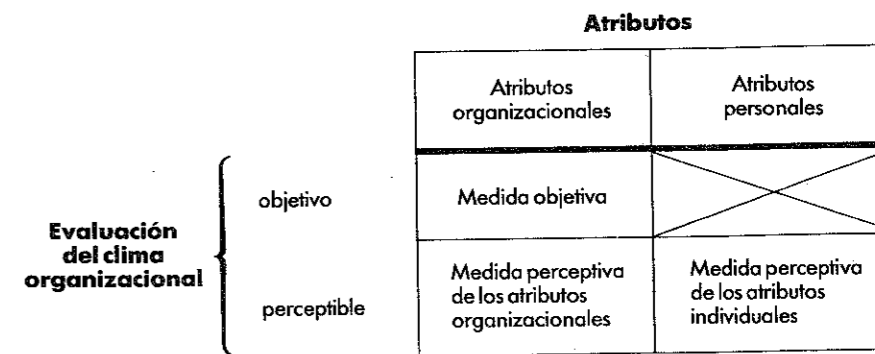 Atributos
Atributos
organizacionales
Atributos
personales
Evaluación
del clima
organizacional
objetivo
Medida objetiva
perceptible
Medida perceptiva
de los atributos
organizacionales
Medida perceptiva
de los atributos
individuales